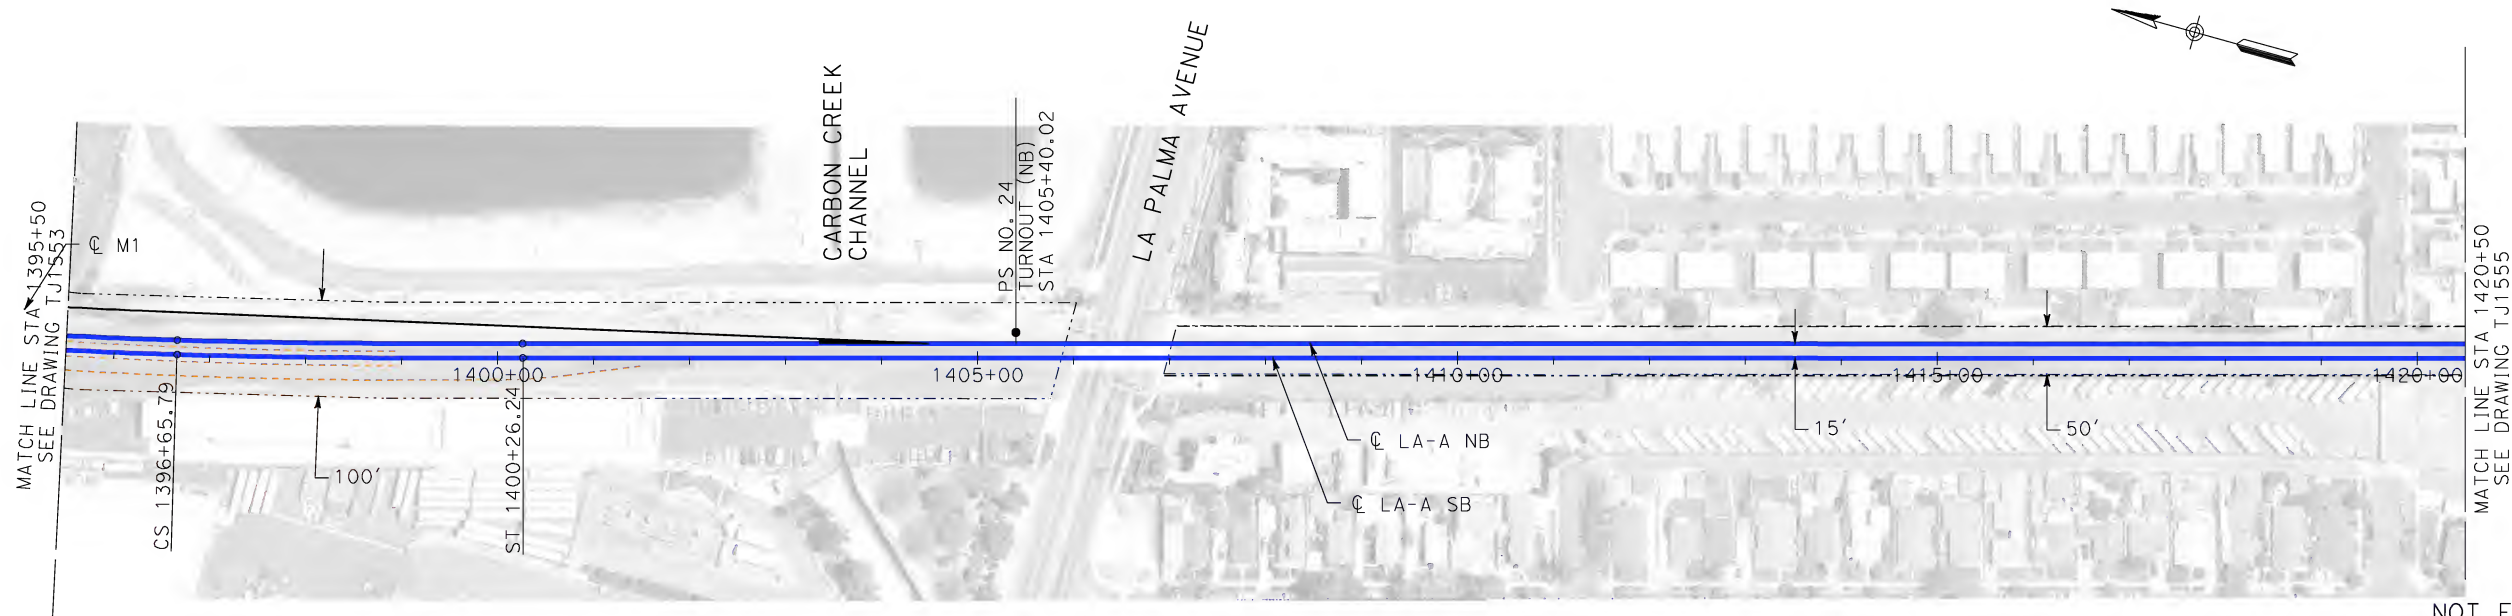 MATCH LINE STA 1395+50
SEE DRAWING TJ1553
℄ M1
CARBON CREEK
CHANNEL
PS NO. 24
TURNOUT (NB)
STA 1405+40.02
LA PALMA AVENUE
1400+00
1405+00
1410+00
1415+00
1420+00
CS 1396+65.79
ST 1400+26.24
100'
℄ LA-A NB
℄ LA-A SB
15'
50'
MATCH LINE STA 1420+50
SEE DRAWING TJ1555
NOT